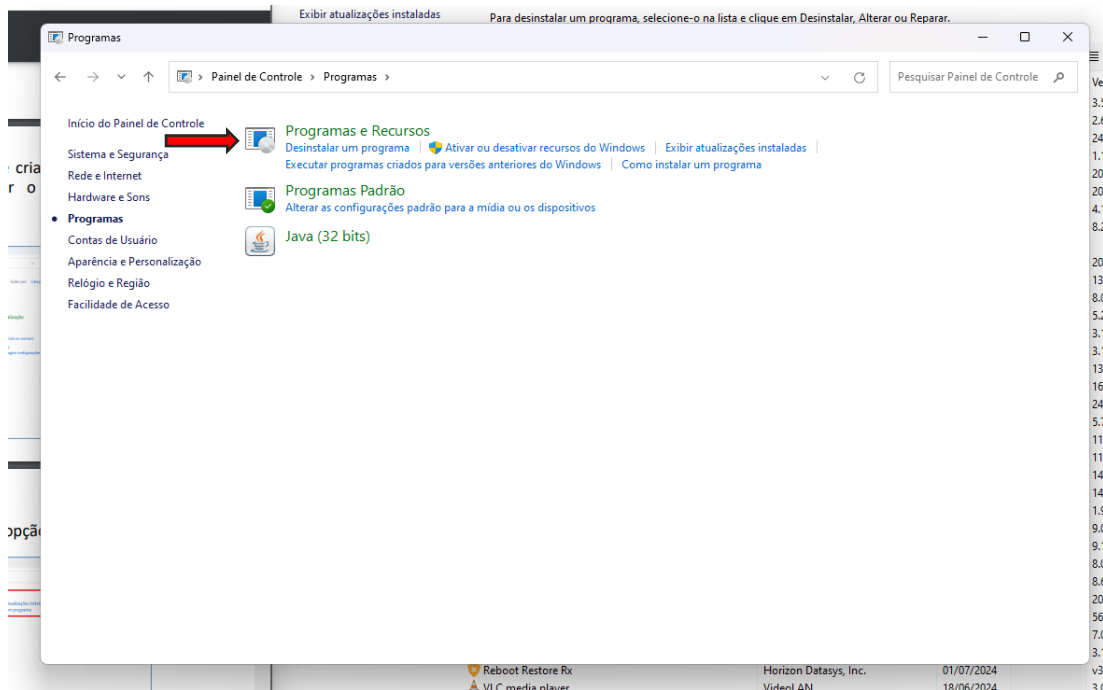 Exibir atualizações instaladas
Para desinstalar um programa, selecione-o na lista e clique em Desinstalar, Alterar ou Reparar.
Programas
Painel de Controle > Programas >
Pesquisar Painel de Controle
Início do Painel de Controle
Sistema e Segurança
Rede e Internet
Hardware e Sons
Programas
Contas de Usuário
Aparência e Personalização
Relógio e Região
Facilidade de Acesso
Programas e Recursos
Desinstalar um programa
Ativar ou desativar recursos do Windows
Exibir atualizações instaladas
Executar programas criados para versões anteriores do Windows
Como instalar um programa
Programas Padrão
Alterar as configurações padrão para a mídia ou os dispositivos
Java (32 bits)
cria
r o
Reboot Restore Rx Horizon Datasys, Inc. 01/07/2024
VLC media player VideoLAN 18/06/2024